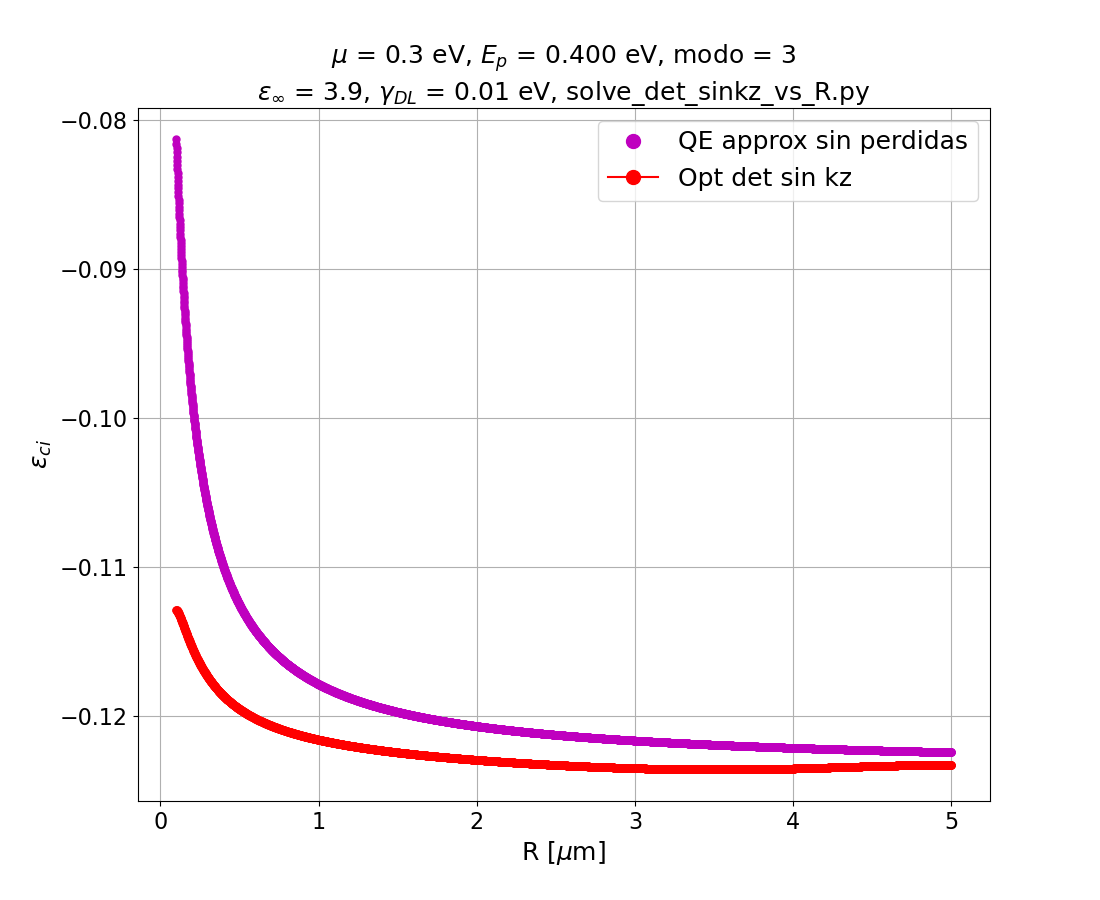 μ = 0.3 eV, E_p = 0.400 eV, modo = 3
ε_∞ = 3.9, γ_DL = 0.01 eV, solve_det_sinkz_vs_R.py
QE approx sin perdidas
Opt det sin kz
−0.08
−0.09
−0.10
−0.11
−0.12
ε_ci
0 1 2 3 4 5
R [μm]